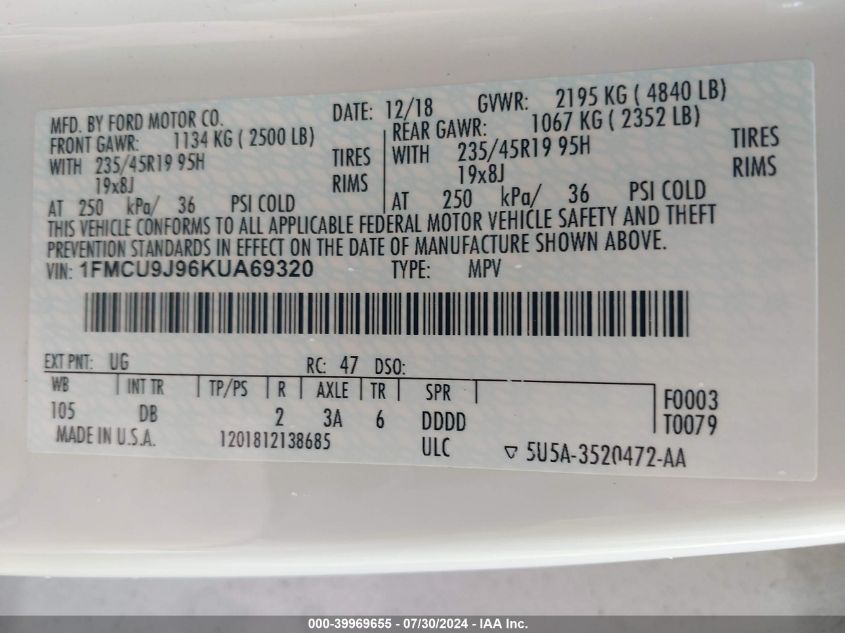 MFD. BY FORD MOTOR CO. DATE: 12/18 GVWR: 2195 KG ( 4840 LB)
FRONT GAWR: 1134 KG ( 2500 LB) REAR GAWR: 1067 KG ( 2352 LB)
WITH 235/45R19 95H TIRES WITH 235/45R19 95H TIRES
19x8J RIMS 19x8J RIMS
AT 250 kPa/ 36 PSI COLD AT 250 kPa/ 36 PSI COLD
THIS VEHICLE CONFORMS TO ALL APPLICABLE FEDERAL MOTOR VEHICLE SAFETY AND THEFT
PREVENTION STANDARDS IN EFFECT ON THE DATE OF MANUFACTURE SHOWN ABOVE.
VIN: 1FMCU9J96KUA69320 TYPE: MPV
EXT PNT: UG RC: 47 DSO:
WB INT TR TP/PS R AXLE TR SPR F0003
105 DB 2 3A 6 DDDD T0079
MADE IN U.S.A. 1201812138685 ULC ▽ 5U5A-3520472-AA
000-39969655 - 07/30/2024 - IAA Inc.